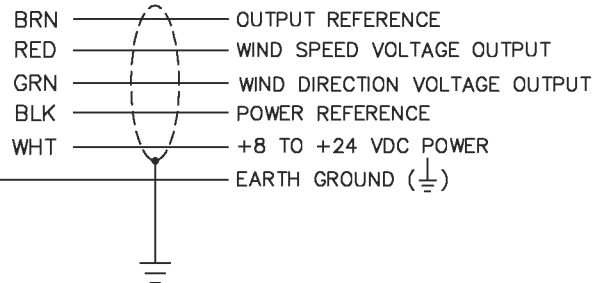 BRN OUTPUT REFERENCE
RED WIND SPEED VOLTAGE OUTPUT
GRN WIND DIRECTION VOLTAGE OUTPUT
BLK POWER REFERENCE
WHT +8 TO +24 VDC POWER
EARTH GROUND (⏚)